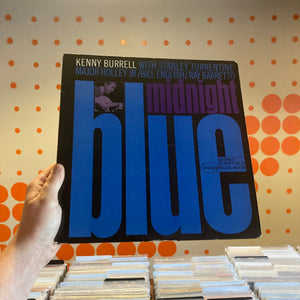 KENNY BURRELL WITH STANLEY TURRENTINE
MAJOR HOLLEY JR./BILL ENGLISH/RAY BARRETTO
midnight
blue